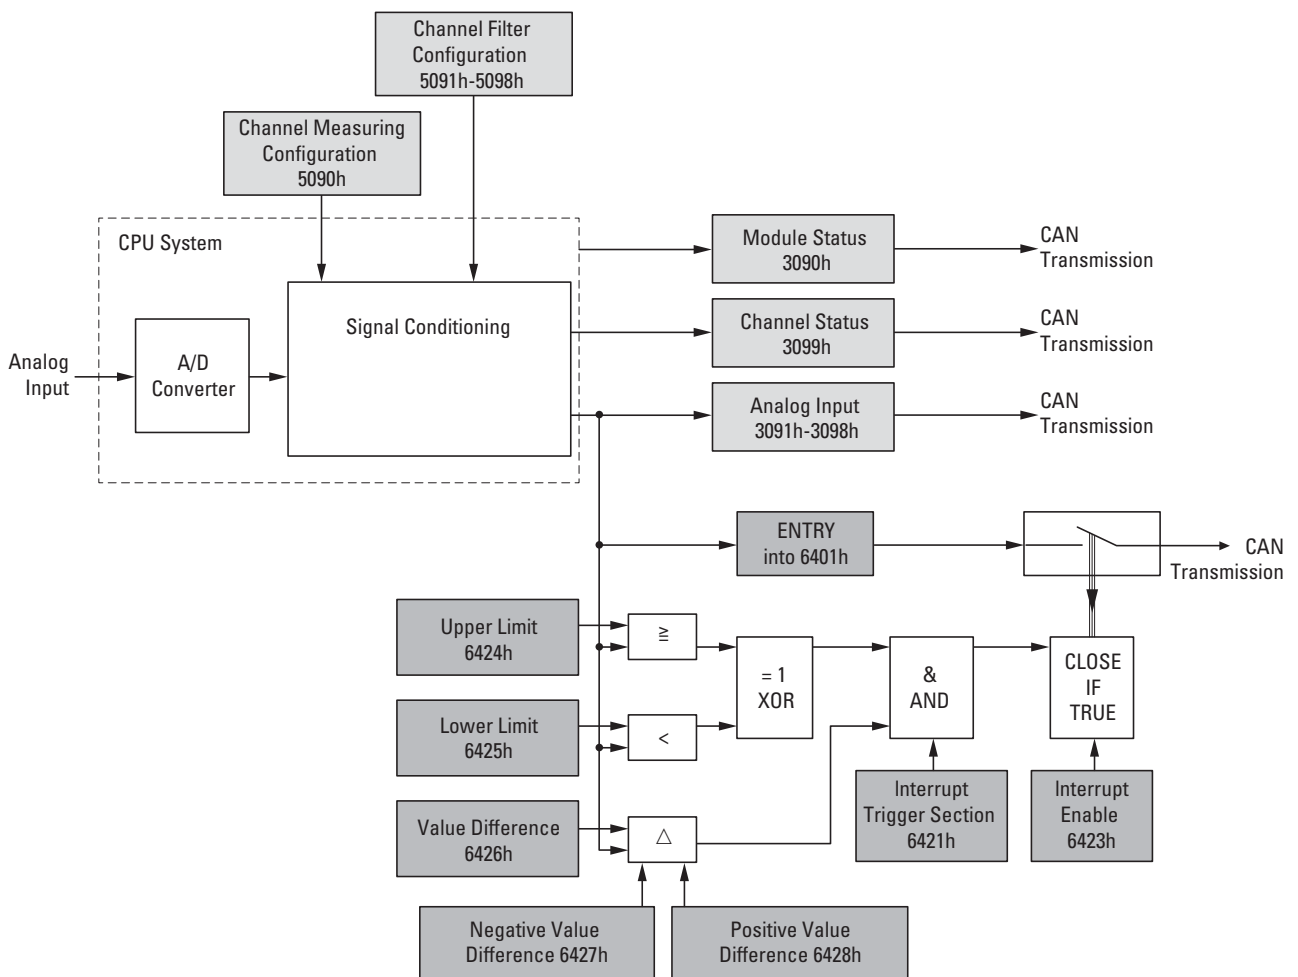 Channel Filter
Configuration
5091h-5098h
Channel Measuring
Configuration
5090h
CPU System
Analog
Input
A/D
Converter
Signal Conditioning
Module Status
3090h
CAN
Transmission
Channel Status
3099h
CAN
Transmission
Analog Input
3091h-3098h
CAN
Transmission
ENTRY
into 6401h
CAN
Transmission
Upper Limit
6424h
≧
Lower Limit
6425h
<
= 1
XOR
&
AND
CLOSE
IF
TRUE
Value Difference
6426h
△
Interrupt
Trigger Section
6421h
Interrupt
Enable
6423h
Negative Value
Difference 6427h
Positive Value
Difference 6428h